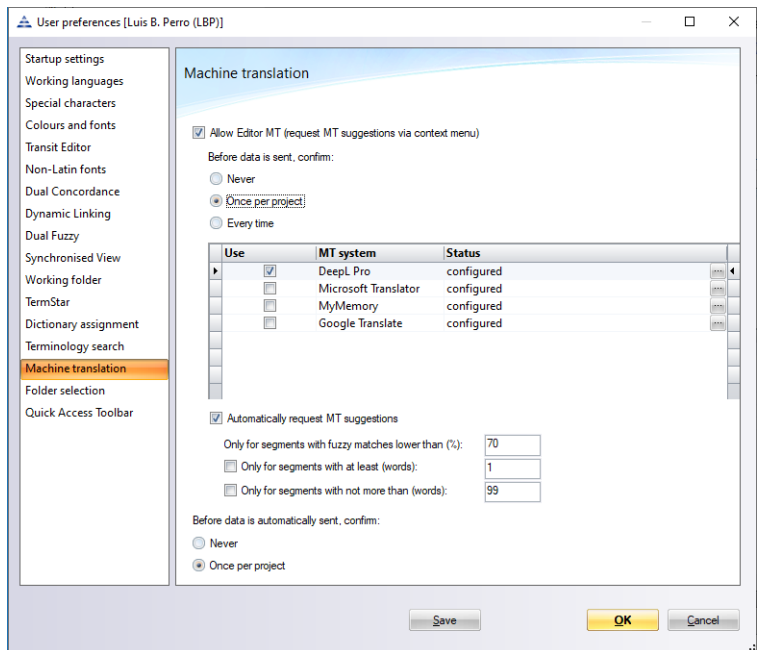 User preferences [Luis B. Perro (LBP)]
Startup settings
Working languages
Special characters
Colours and fonts
Transit Editor
Non-Latin fonts
Dual Concordance
Dynamic Linking
Dual Fuzzy
Synchronised View
Working folder
TermStar
Dictionary assignment
Terminology search
Machine translation
Folder selection
Quick Access Toolbar
Machine translation
Allow Editor MT (request MT suggestions via context menu)
Before data is sent, confirm:
Never
Once per project
Every time
Use MT system Status
DeepL Pro configured
Microsoft Translator configured
MyMemory configured
Google Translate configured
Automatically request MT suggestions
Only for segments with fuzzy matches lower than (%): 70
Only for segments with at least (words): 1
Only for segments with not more than (words): 99
Before data is automatically sent, confirm:
Never
Once per project
Save OK Cancel